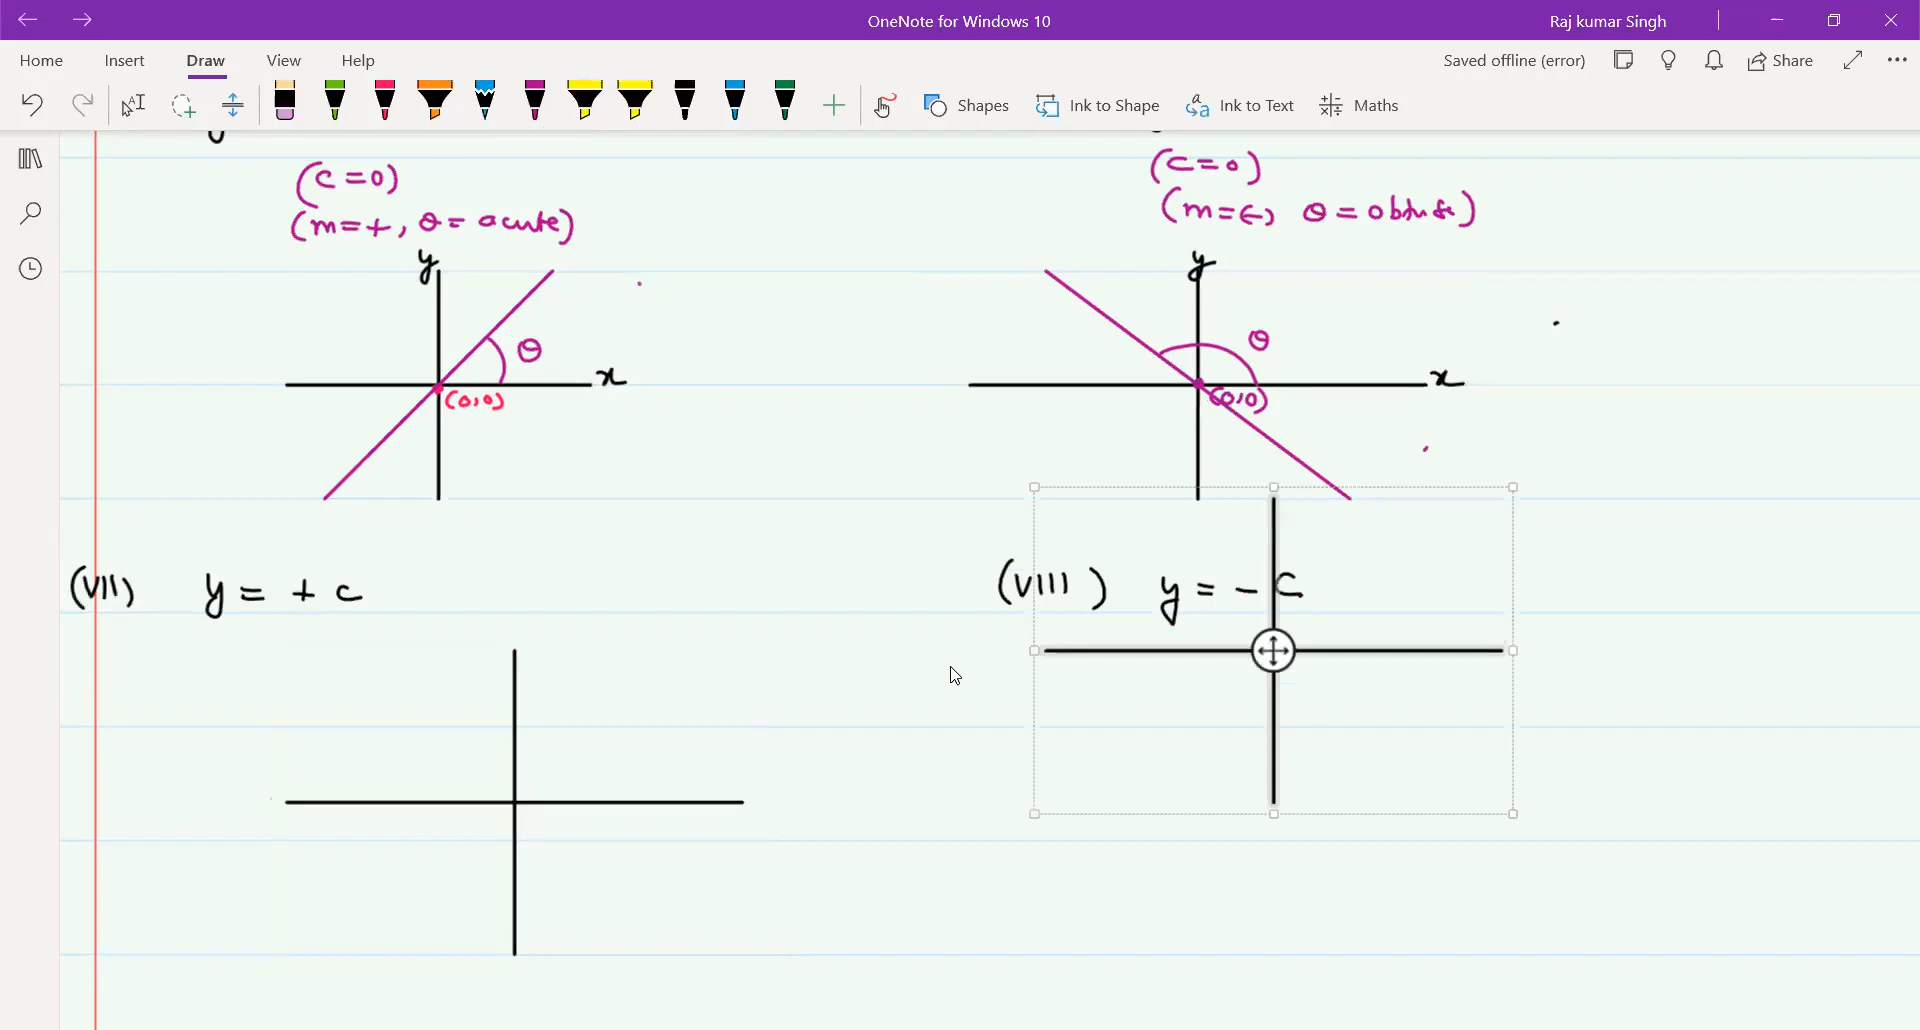 OneNote for Windows 10
Raj kumar Singh
Home Insert Draw View Help
Saved offline (error) Share
Shapes Ink to Shape Ink to Text Maths
(c=0)
(m=+, θ= acute)
y
θ
x
(0,0)
(c=0)
(m=(-) θ = obtuse)
y
θ
x
(0,0)
(VII) y = + c
(VIII) y = - c